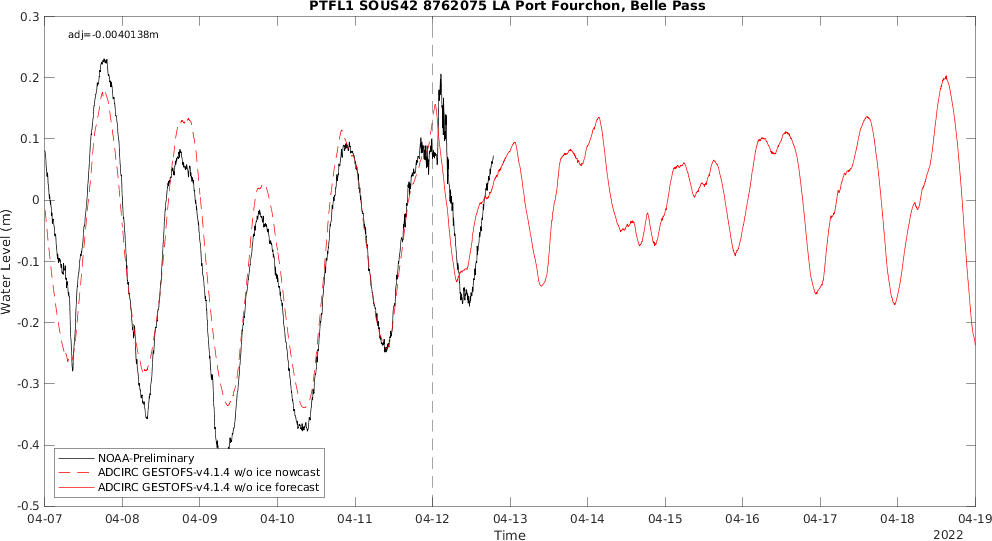 PTFL1 SOUS42 8762075 LA Port Fourchon, Belle Pass
adj=-0.0040138m
0.3
0.2
0.1
0
-0.1
-0.2
-0.3
-0.4
-0.5
Water Level (m)
NOAA-Preliminary
ADCIRC GESTOFS-v4.1.4 w/o ice nowcast
ADCIRC GESTOFS-v4.1.4 w/o ice forecast
04-07 04-08 04-09 04-10 04-11 04-12 04-13 04-14 04-15 04-16 04-17 04-18 04-19
Time
2022